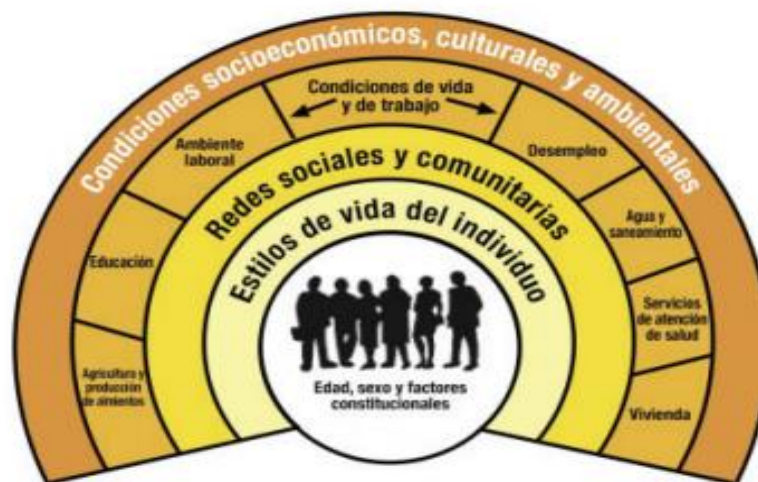 Condiciones socioeconómicos, culturales y ambientales
Condiciones de vida
y de trabajo
Ambiente
laboral
Desempleo
Redes sociales y comunitarias
Agua y
saneamiento
Estilos de vida del individuo
Educación
Servicios
de atención
de salud
Agricultura y
producción
de alimentos
Edad, sexo y factores
constitucionales
Vivienda